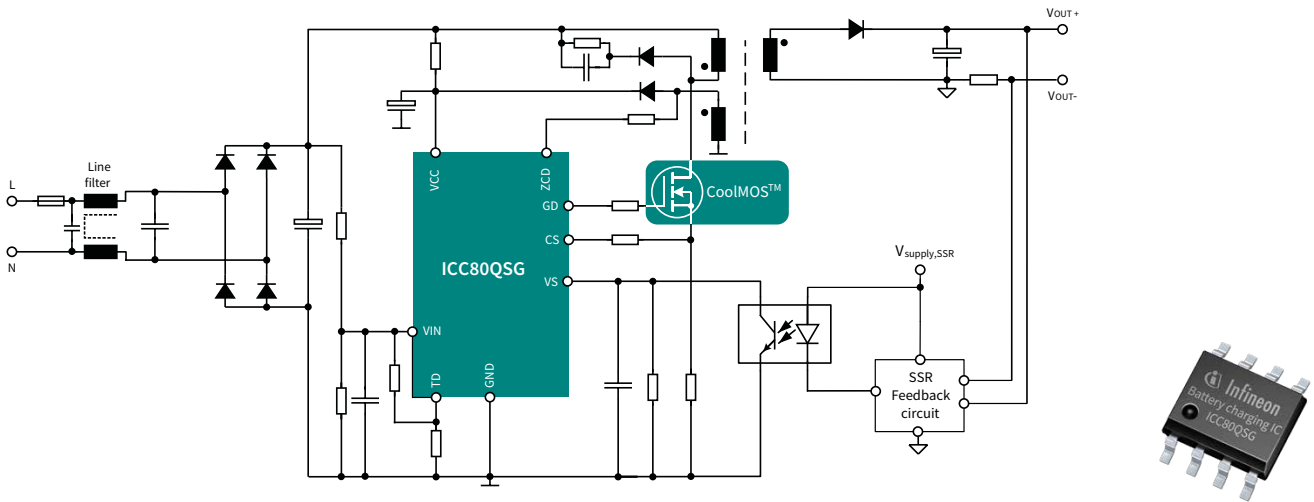 VOUT +
VOUT-
Line
filter
L
N
VCC
ZCD
GD
CoolMOS™
CS
ICC80QSG
VS
VIN
TD
GND
Vsupply,SSR
SSR
Feedback
circuit
Infineon
Battery charging IC
ICC80QSG